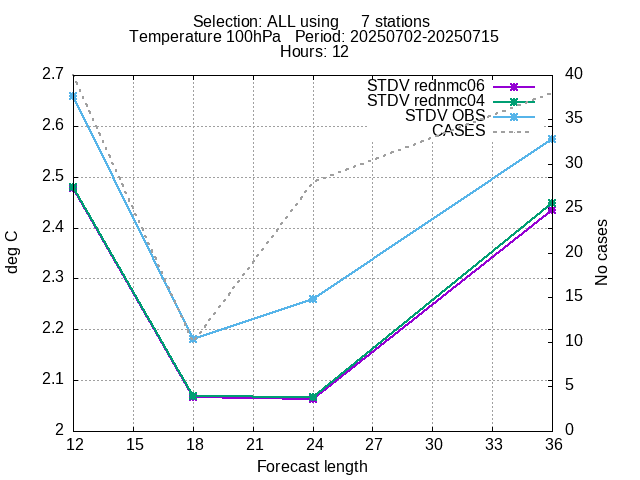 Selection: ALL using     7 stations
Temperature 100hPa   Period: 20250702-20250715
Hours: 12
STDV rednmc06
STDV rednmc04
STDV OBS
CASES
2.7
2.6
2.5
2.4
2.3
2.2
2.1
2
deg C
40
35
30
25
20
15
10
5
0
No cases
12 15 18 21 24 27 30 33 36
Forecast length